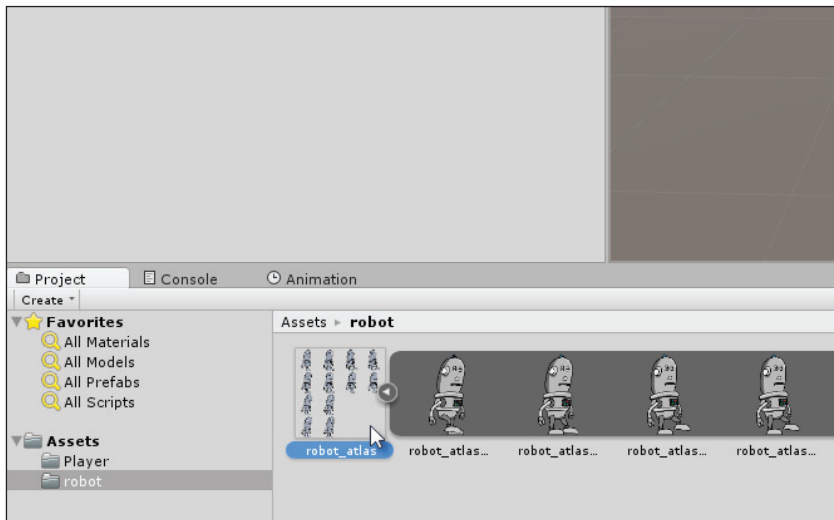 Project
Console
Animation
Create
Favorites
All Materials
All Models
All Prefabs
All Scripts
Assets
Player
robot
Assets ▸ robot
robot_atlas
robot_atlas...
robot_atlas...
robot_atlas...
robot_atlas...